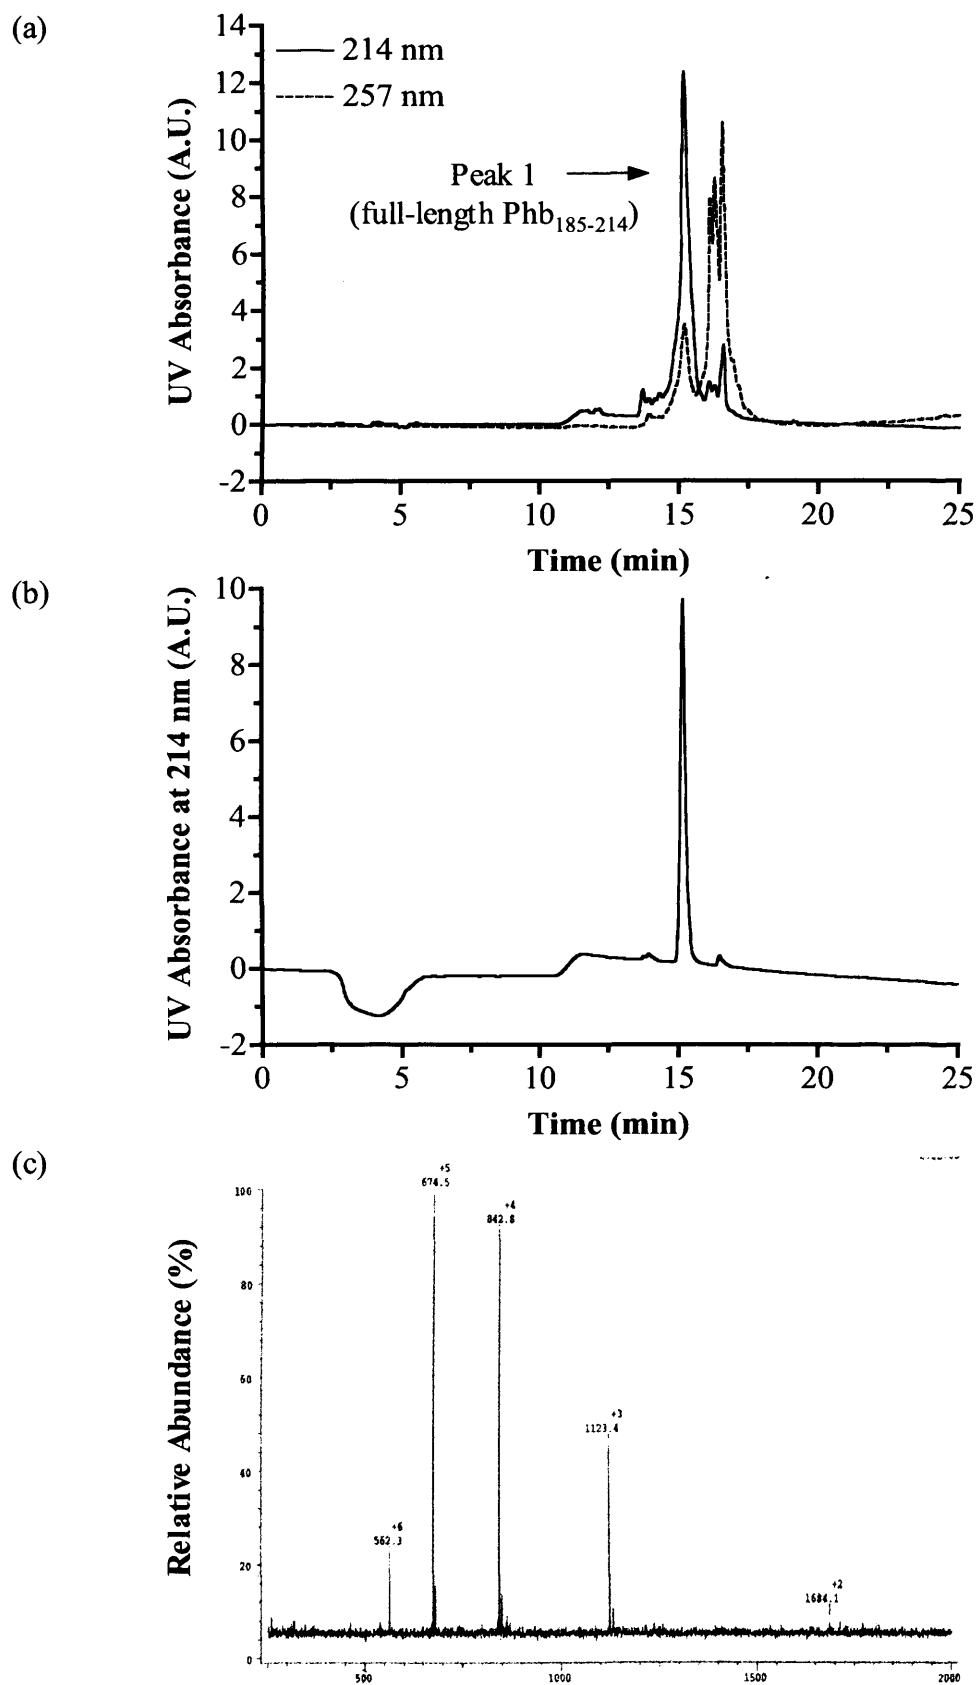 (a)
14
12
10
8
6
4
2
0
-2
UV Absorbance (A.U.)
214 nm
257 nm
Peak 1
(full-length Phb185-214)
0 5 10 15 20 25
Time (min)
(b)
10
8
6
4
2
0
-2
UV Absorbance at 214 nm (A.U.)
0 5 10 15 20 25
Time (min)
(c)
100
80
60
40
20
0
Relative Abundance (%)
+5
674.5
+4
842.8
+3
1123.4
+6
562.3
+2
1684.1
500 1000 1500 2000